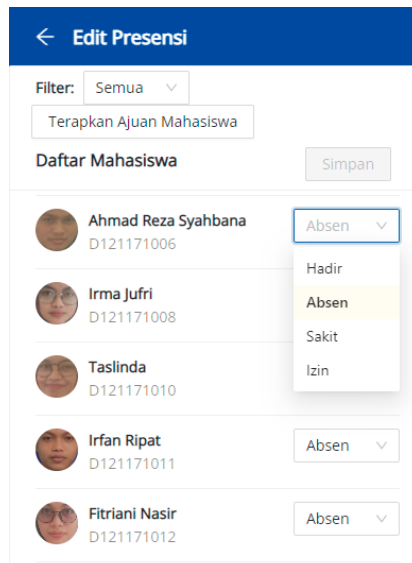 Edit Presensi
Filter: Semua
Terapkan Ajuan Mahasiswa
Daftar Mahasiswa Simpan
Ahmad Reza Syahbana Absen
D121171006
Hadir
Irma Jufri
Absen
D121171008
Sakit
Taslinda
Izin
D121171010
Irfan Ripat Absen
D121171011
Fitriani Nasir Absen
D121171012